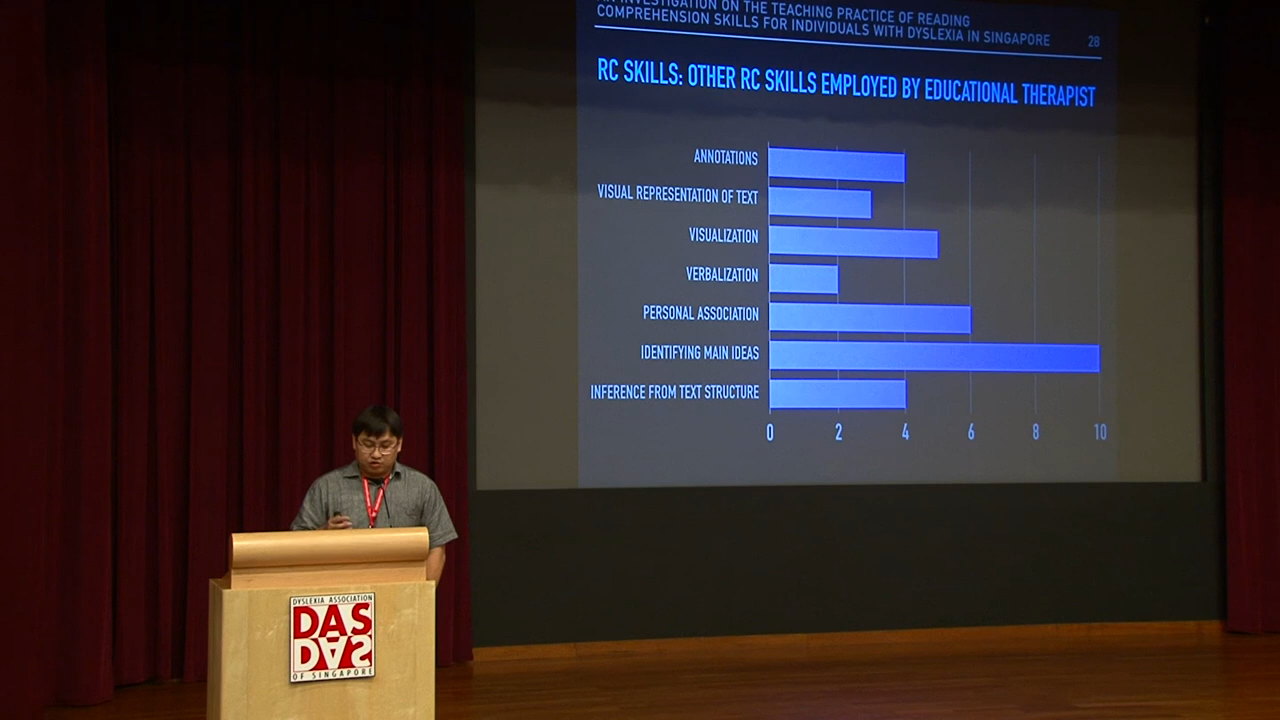 AN INVESTIGATION ON THE TEACHING PRACTICE OF READING
COMPREHENSION SKILLS FOR INDIVIDUALS WITH DYSLEXIA IN SINGAPORE 28
RC SKILLS: OTHER RC SKILLS EMPLOYED BY EDUCATIONAL THERAPIST
ANNOTATIONS
VISUAL REPRESENTATION OF TEXT
VISUALIZATION
VERBALIZATION
PERSONAL ASSOCIATION
IDENTIFYING MAIN IDEAS
INFERENCE FROM TEXT STRUCTURE
0 2 4 6 8 10
DYSLEXIA ASSOCIATION
DAS
DAS
OF SINGAPORE